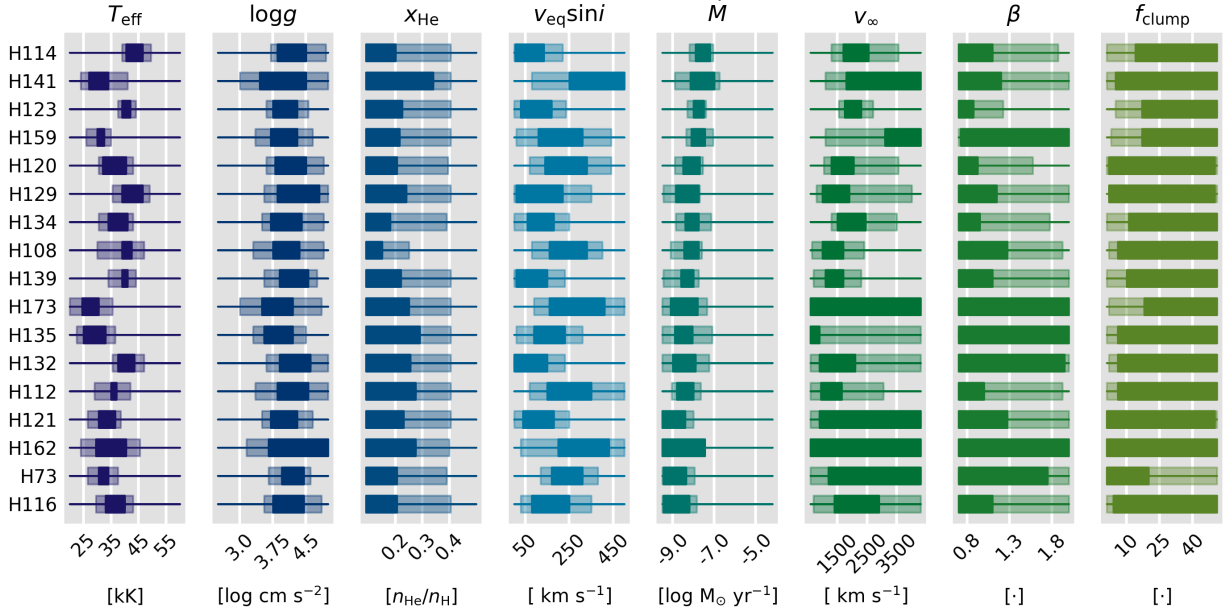 T_eff logg x_He v_eq sini Ṁ v_∞ β f_clump
H114
H141
H123
H159
H120
H129
H134
H108
H139
H173
H135
H132
H112
H121
H162
H73
H116
25 35 45 55 3.0 3.75 4.5 0.2 0.3 0.4 50 250 450 -9.0 -7.0 -5.0 1500 2500 3500 0.8 1.3 1.8 10 25 40
[kK] [log cm s⁻²] [n_He/n_H] [ km s⁻¹] [log M_⊙ yr⁻¹] [ km s⁻¹] [·] [·]